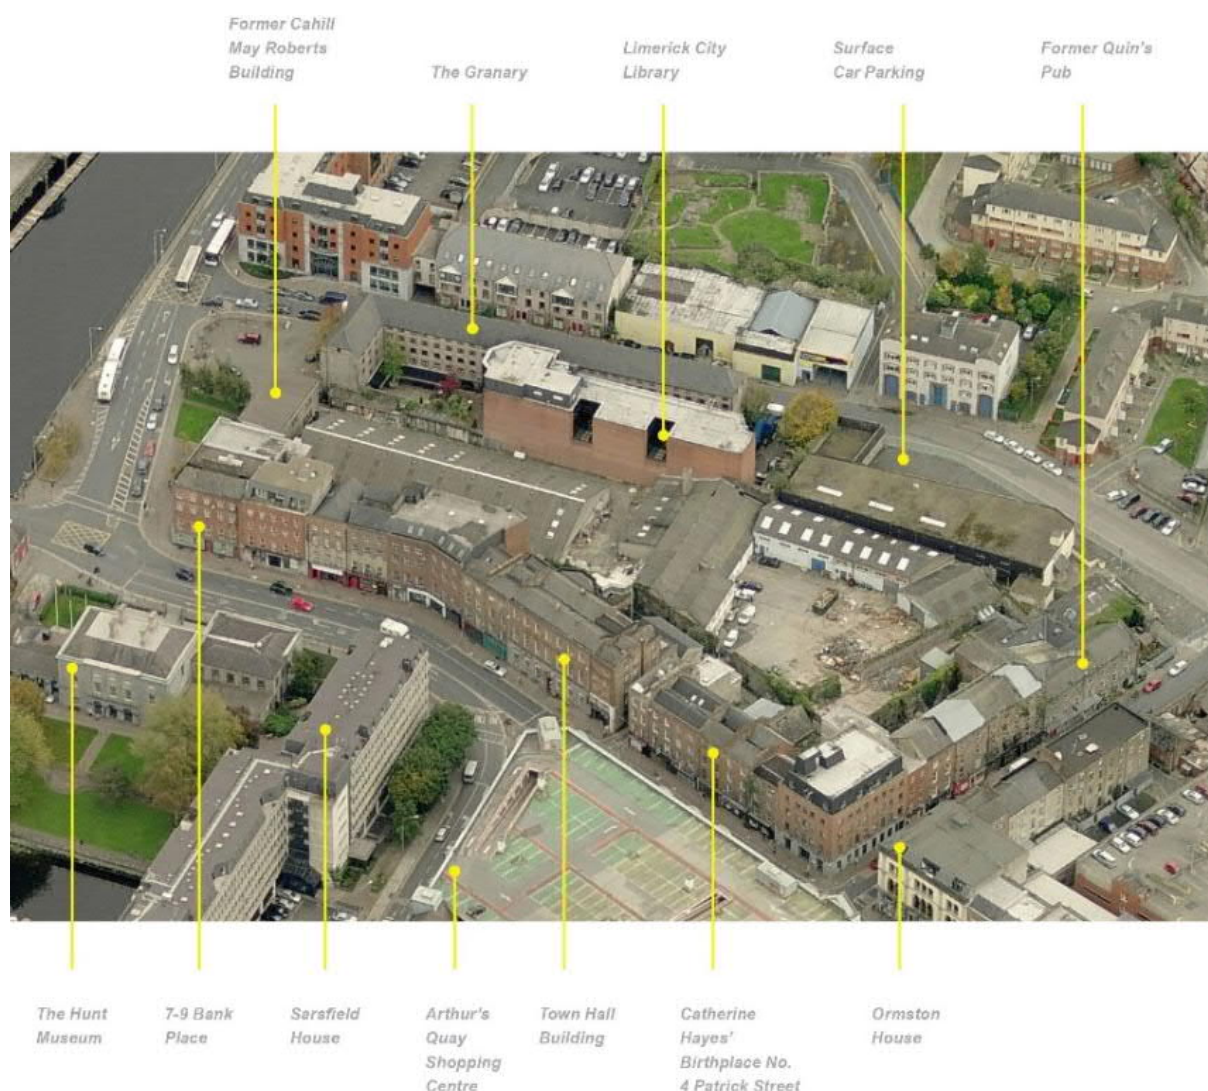 Former Cahill
May Roberts
Building
The Granary
Limerick City
Library
Surface
Car Parking
Former Quin's
Pub
The Hunt
Museum
7-9 Bank
Place
Sarsfield
House
Arthur's
Quay
Shopping
Centre
Town Hall
Building
Catherine
Hayes'
Birthplace No.
4 Patrick Street
Ormston
House